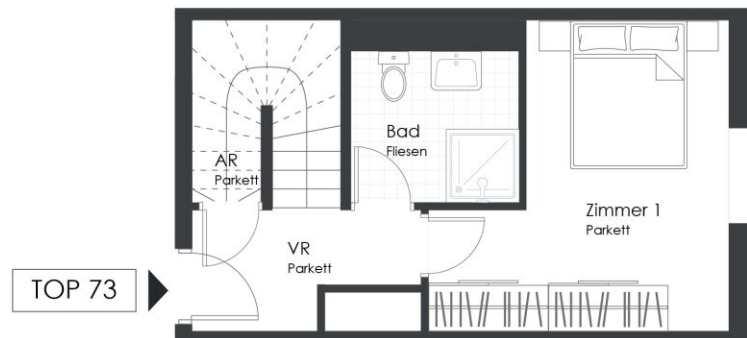 Bad
Fliesen
AR
Parkett
Zimmer 1
Parkett
VR
Parkett
TOP 73